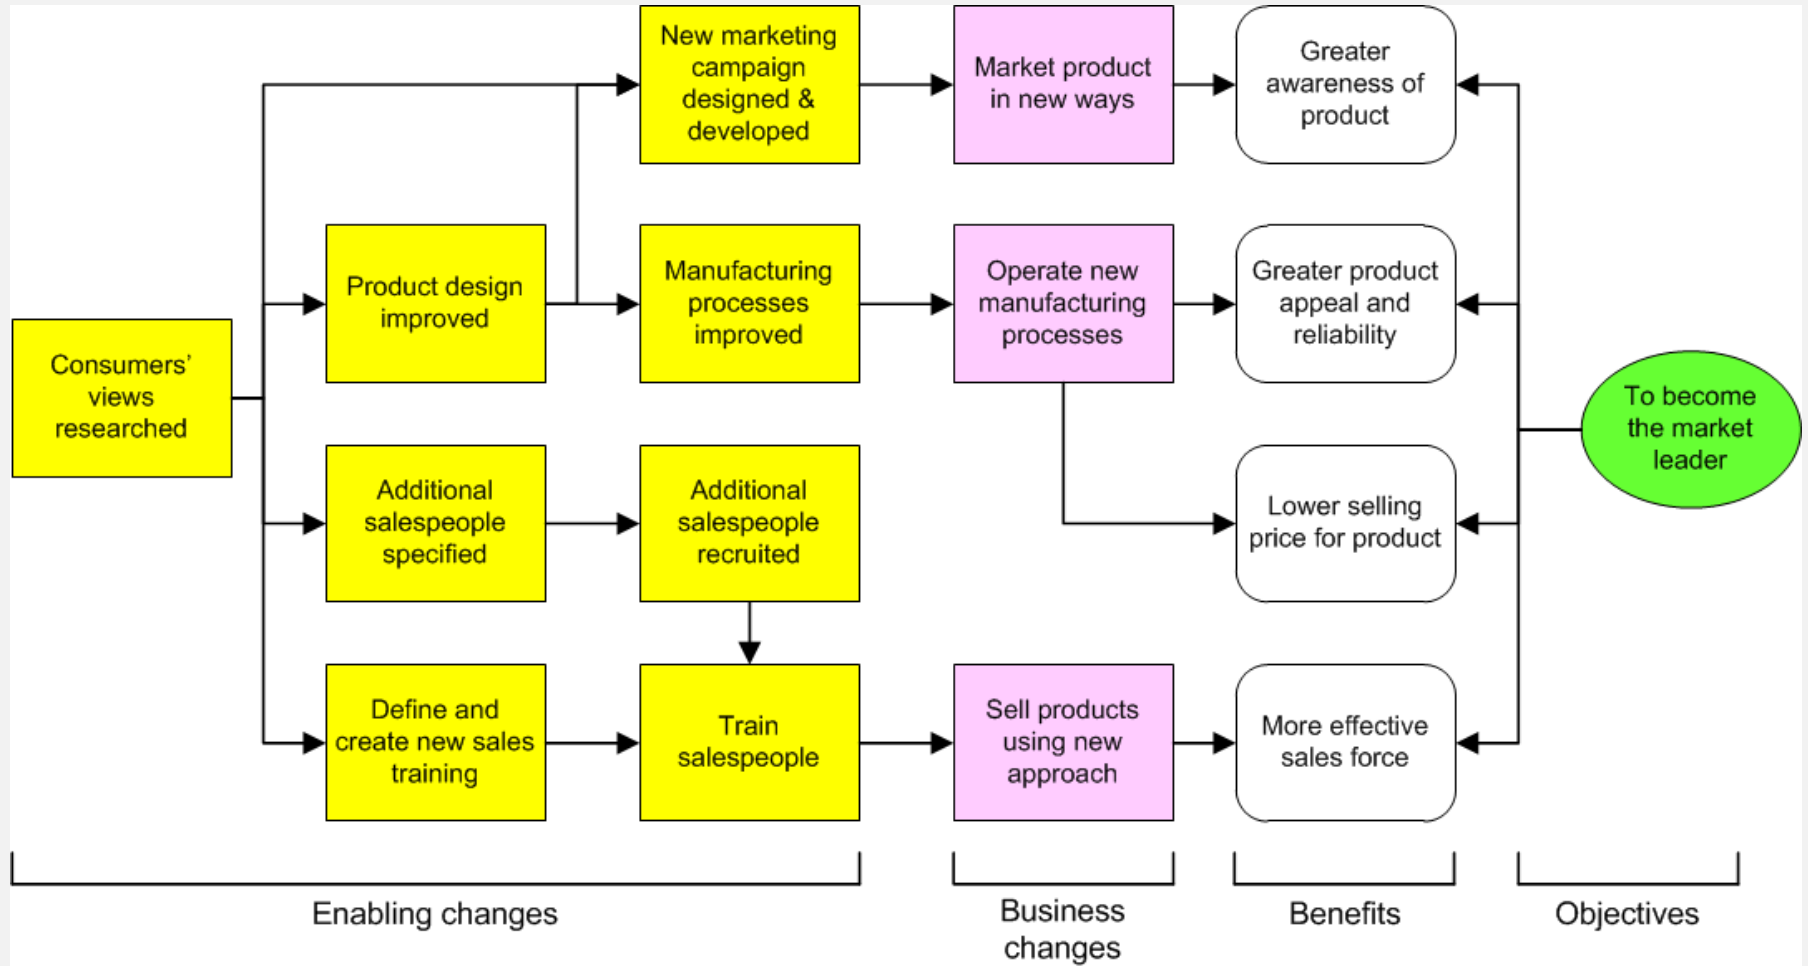 New marketing
campaign
designed &
developed
Market product
in new ways
Greater
awareness of
product
Product design
improved
Manufacturing
processes
improved
Operate new
manufacturing
processes
Greater product
appeal and
reliability
Consumers’
views
researched
To become
the market
leader
Additional
salespeople
specified
Additional
salespeople
recruited
Lower selling
price for product
Define and
create new sales
training
Train
salespeople
Sell products
using new
approach
More effective
sales force
Enabling changes
Business
changes
Benefits
Objectives